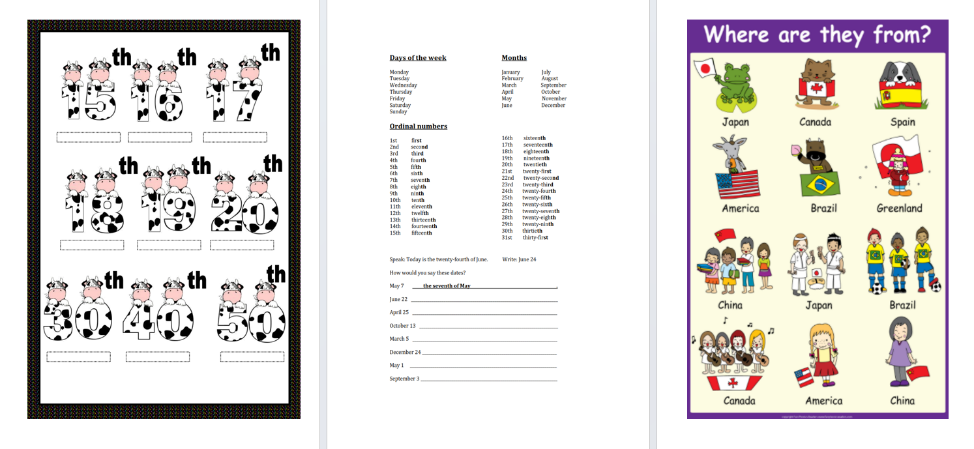 15th 16th 17th
18th 19th 20th
30th 40th 50th
Days of the week
Monday
Tuesday
Wednesday
Thursday
Friday
Saturday
Sunday
Months
January July
February August
March September
April October
May November
June December
Ordinal numbers
1st first
2nd second
3rd third
4th fourth
5th fifth
6th sixth
7th seventh
8th eighth
9th ninth
10th tenth
11th eleventh
12th twelfth
13th thirteenth
14th fourteenth
15th fifteenth
16th sixteenth
17th seventeenth
18th eighteenth
19th nineteenth
20th twentieth
21st twenty-first
22nd twenty-second
23rd twenty-third
24th twenty-fourth
25th twenty-fifth
26th twenty-sixth
27th twenty-seventh
28th twenty-eighth
29th twenty-ninth
30th thirtieth
31st thirty-first
Speak: Today is the twenty-fourth of June. Write: June 24
How would you say these dates?
May 7 the seventh of May
June 22
April 25
October 13
March 5
December 24
May 1
September 3
Where are they from?
Japan Canada Spain
America Brazil Greenland
China Japan Brazil
Canada America China